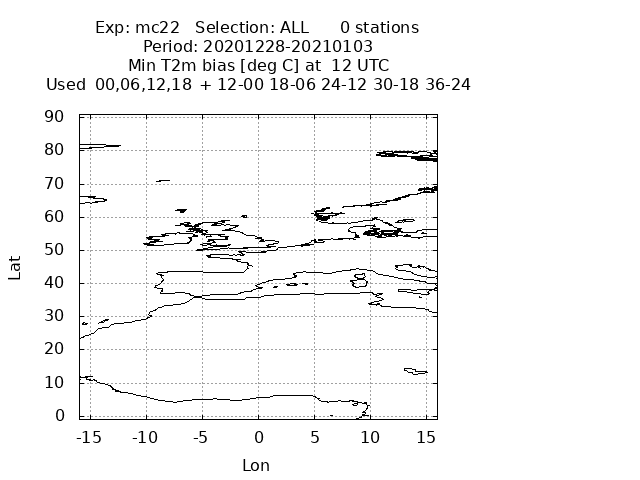 Exp: mc22 Selection: ALL 0 stations
Period: 20201228-20210103
Min T2m bias [deg C] at 12 UTC
Used 00,06,12,18 + 12-00 18-06 24-12 30-18 36-24
90
80
70
60
50
40
30
20
10
0
Lat
-15 -10 -5 0 5 10 15
Lon